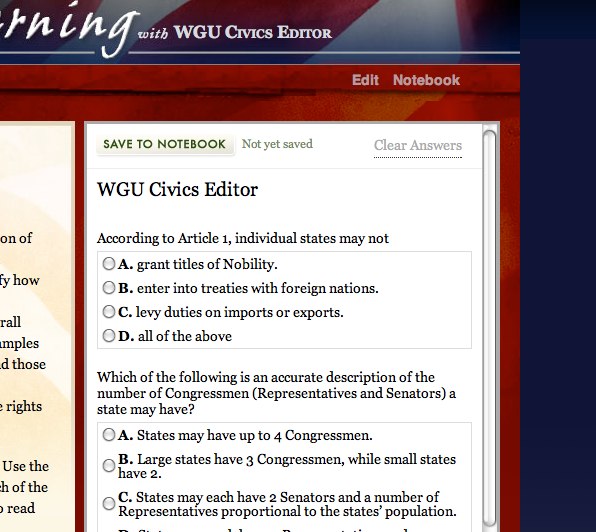 rning with WGU CIVICS EDITOR
Edit Notebook
SAVE TO NOTEBOOK Not yet saved Clear Answers
WGU Civics Editor
on of
fy how
rall
amples
d those
e rights
Use the
ch of the
o read
According to Article 1, individual states may not
A. grant titles of Nobility.
B. enter into treaties with foreign nations.
C. levy duties on imports or exports.
D. all of the above
Which of the following is an accurate description of the
number of Congressmen (Representatives and Senators) a
state may have?
A. States may have up to 4 Congressmen.
B. Large states have 3 Congressmen, while small states
have 2.
C. States may each have 2 Senators and a number of
Representatives proportional to the states' population.